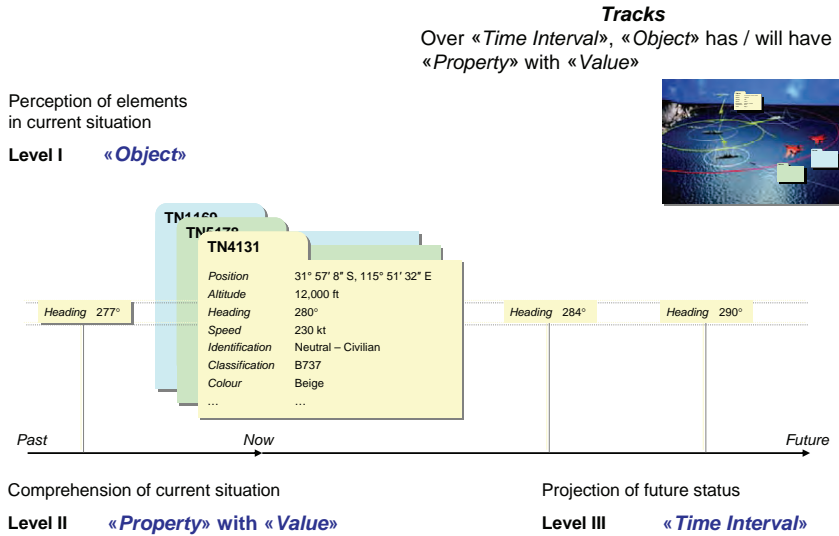 Tracks
Over «Time Interval», «Object» has / will have
«Property» with «Value»
Perception of elements
in current situation
Level I «Object»
TN1169
TN5178
TN4131
Position 31° 57′ 8″ S, 115° 51′ 32″ E
Altitude 12,000 ft
Heading 280°
Speed 230 kt
Identification Neutral – Civilian
Classification B737
Colour Beige
… …
Heading 277°
Heading 284°
Heading 290°
Past Now Future
Comprehension of current situation
Level II «Property» with «Value»
Projection of future status
Level III «Time Interval»